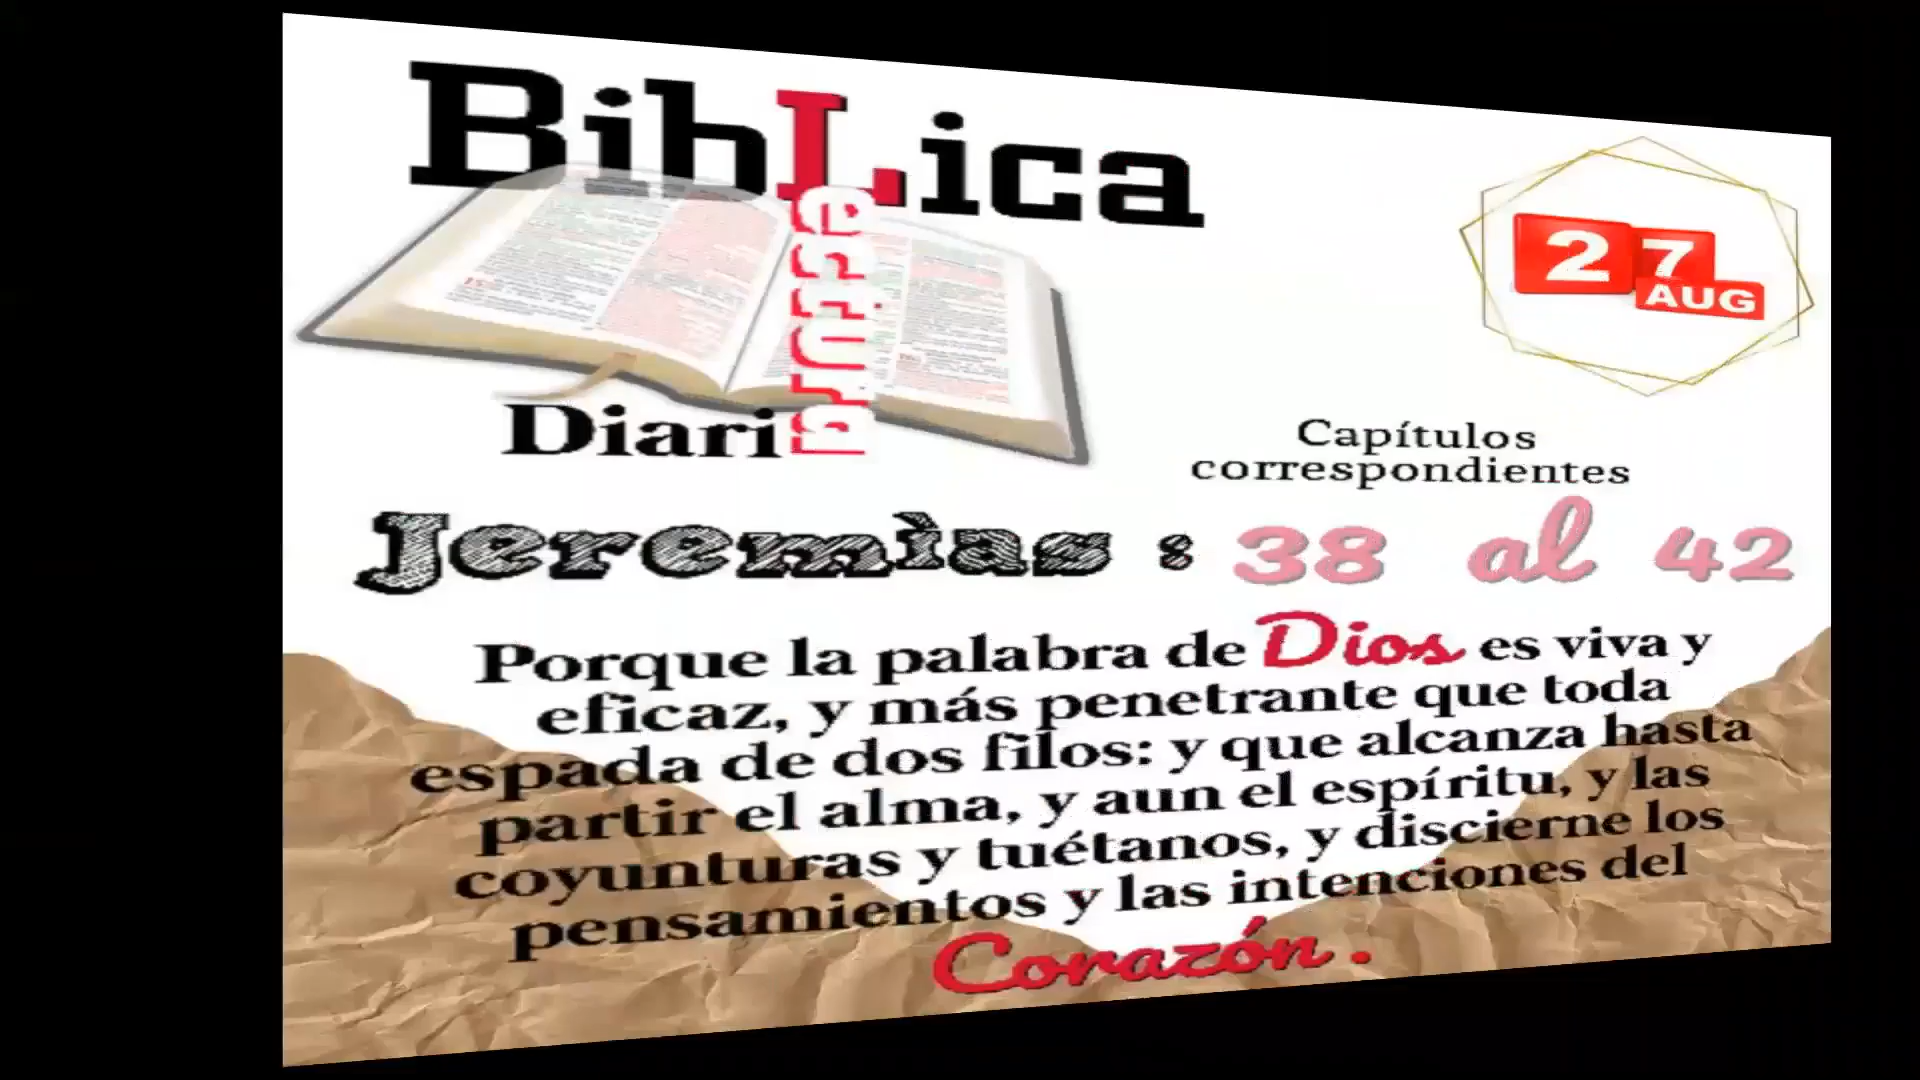 BibLica
Lectura
Diaria
27
AUG
Capítulos
correspondientes
Jeremìas : 38 al 42
Porque la palabra de Dios es viva y
eficaz, y más penetrante que toda
espada de dos filos: y que alcanza hasta
partir el alma, y aun el espíritu, y las
coyunturas y tuétanos, y discierne los
pensamientos y las intenciones del
Corazón.